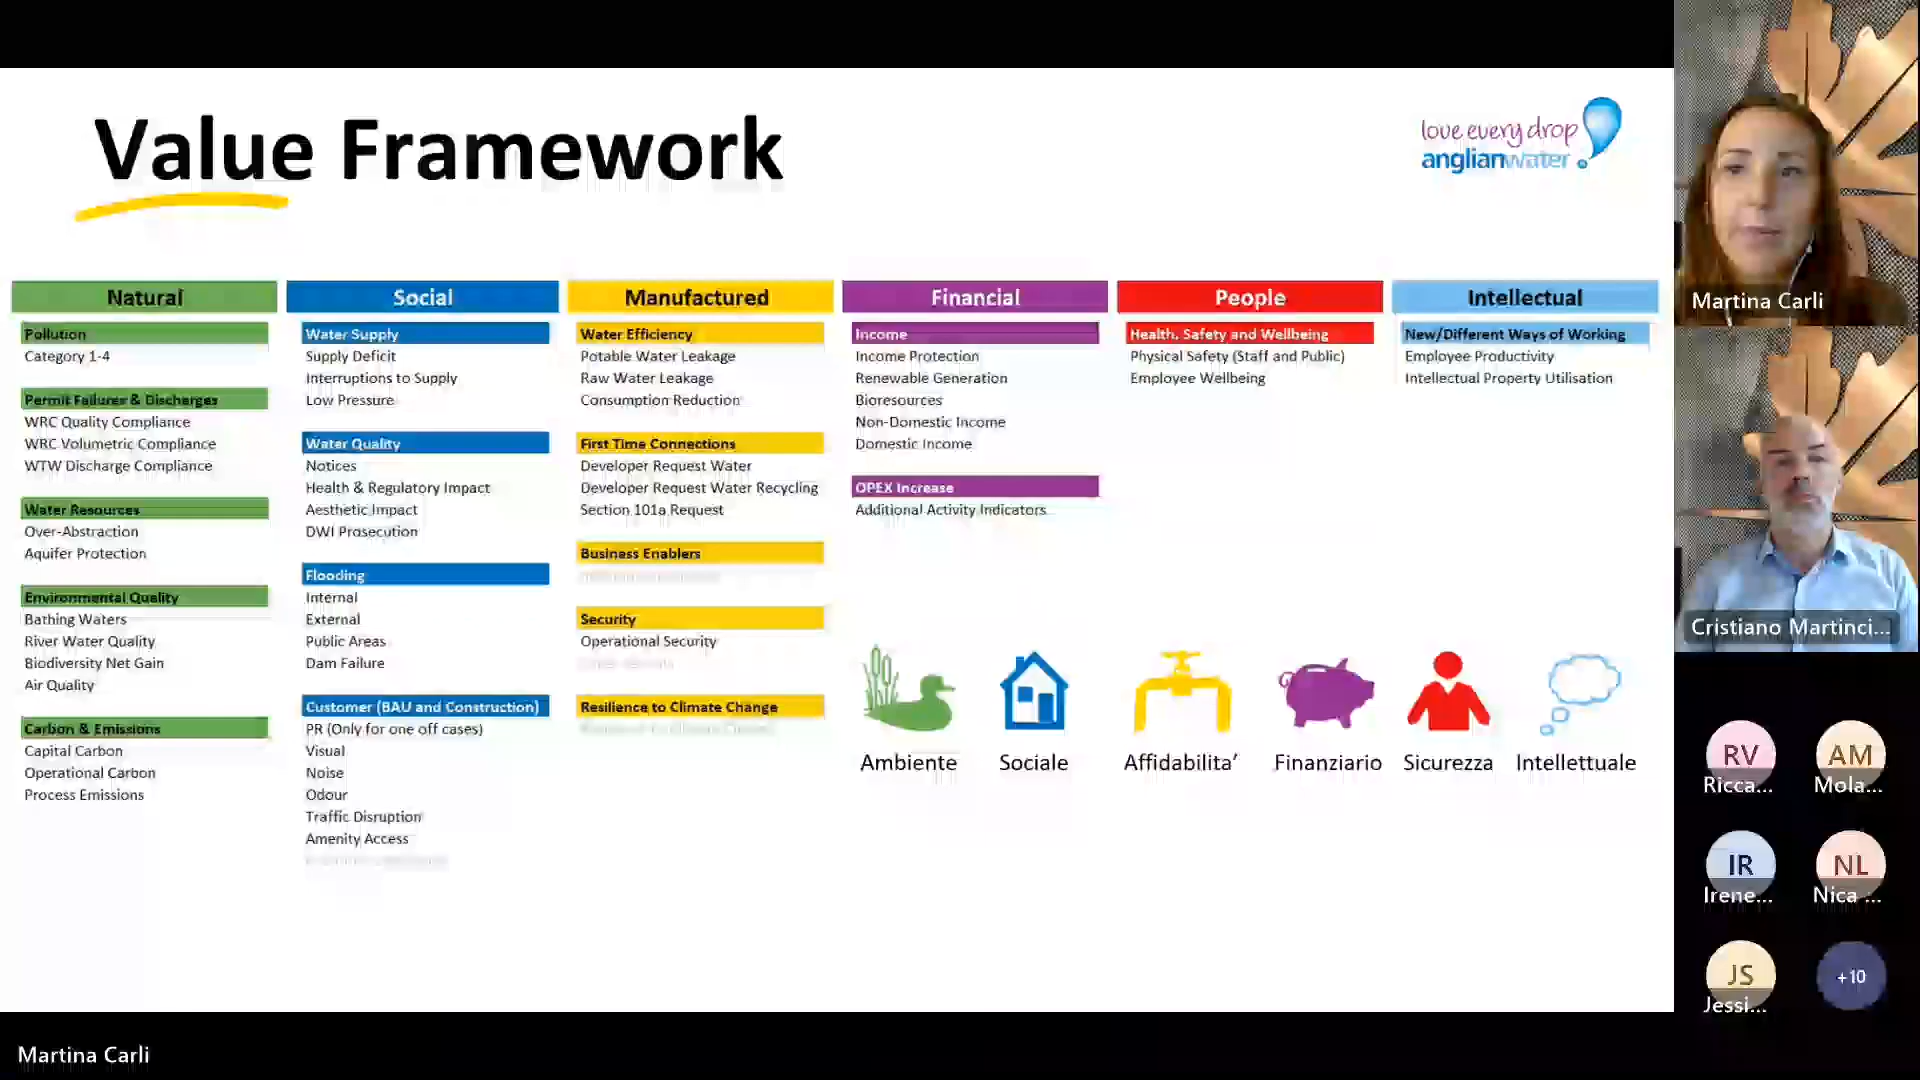 Value Framework
love every drop
anglianwater
Natural
Pollution
Category 1-4
Permit Failures & Discharges
WRC Quality Compliance
WRC Volumetric Compliance
WTW Discharge Compliance
Water Resources
Over-Abstraction
Aquifer Protection
Environmental Quality
Bathing Waters
River Water Quality
Biodiversity Net Gain
Air Quality
Carbon & Emissions
Capital Carbon
Operational Carbon
Process Emissions
Social
Water Supply
Supply Deficit
Interruptions to Supply
Low Pressure
Water Quality
Notices
Health & Regulatory Impact
Aesthetic Impact
DWI Prosecution
Flooding
Internal
External
Public Areas
Dam Failure
Customer (BAU and Construction)
PR (Only for one off cases)
Visual
Noise
Odour
Traffic Disruption
Amenity Access
Manufactured
Water Efficiency
Potable Water Leakage
Raw Water Leakage
Consumption Reduction
First Time Connections
Developer Request Water
Developer Request Water Recycling
Section 101a Request
Business Enablers
Security
Operational Security
Resilience to Climate Change
Financial
Income
Income Protection
Renewable Generation
Bioresources
Non-Domestic Income
Domestic Income
OPEX Increase
Additional Activity Indicators
People
Health, Safety and Wellbeing
Physical Safety (Staff and Public)
Employee Wellbeing
Intellectual
New/Different Ways of Working
Employee Productivity
Intellectual Property Utilisation
Ambiente
Sociale
Affidabilita’
Finanziario
Sicurezza
Intellettuale
Martina Carli
Cristiano Martinci...
RV
Ricca...
AM
Mola...
IR
Irene...
NL
Nica ...
JS
Jessi...
+10
Martina Carli